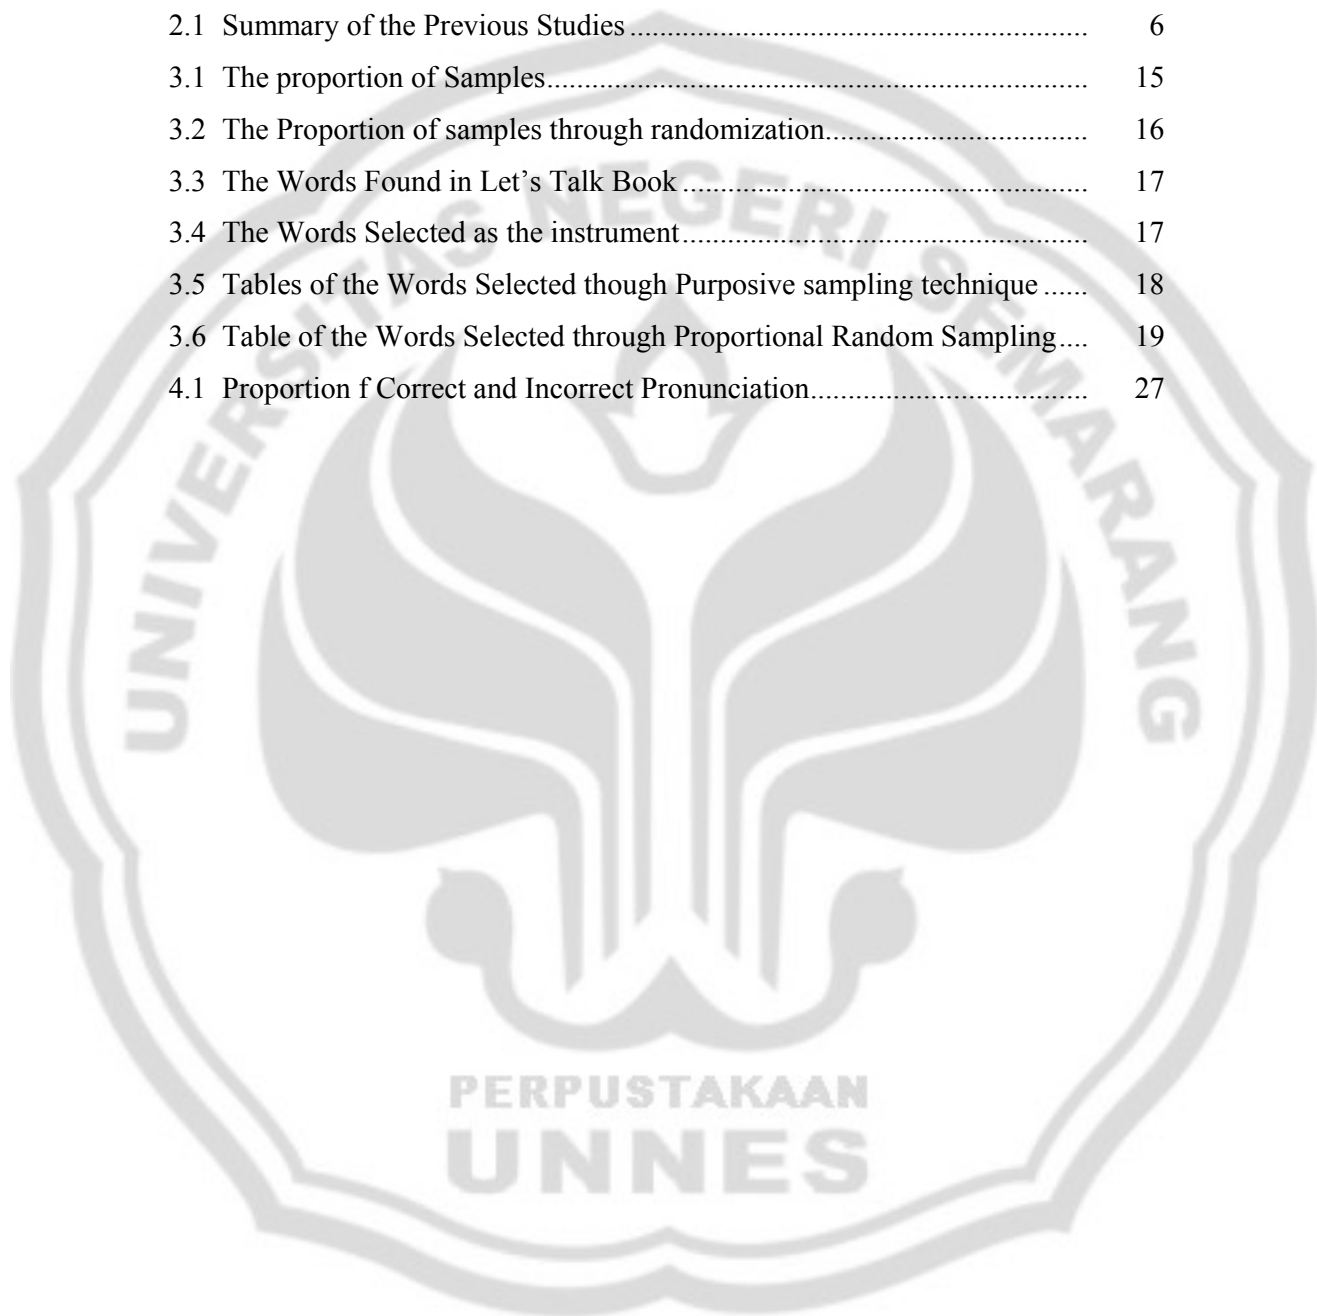 2.1 Summary of the Previous Studies ........................................................... 6
3.1 The proportion of Samples...................................................................... 15
3.2 The Proportion of samples through randomization.................................. 16
3.3 The Words Found in Let's Talk Book .................................................... 17
3.4 The Words Selected as the instrument.................................................... 17
3.5 Tables of the Words Selected though Purposive sampling technique ...... 18
3.6 Table of the Words Selected through Proportional Random Sampling.... 19
4.1 Proportion f Correct and Incorrect Pronunciation.................................... 27
UNIVERSITAS NEGERI SEMARANG
PERPUSTAKAAN
UNNES